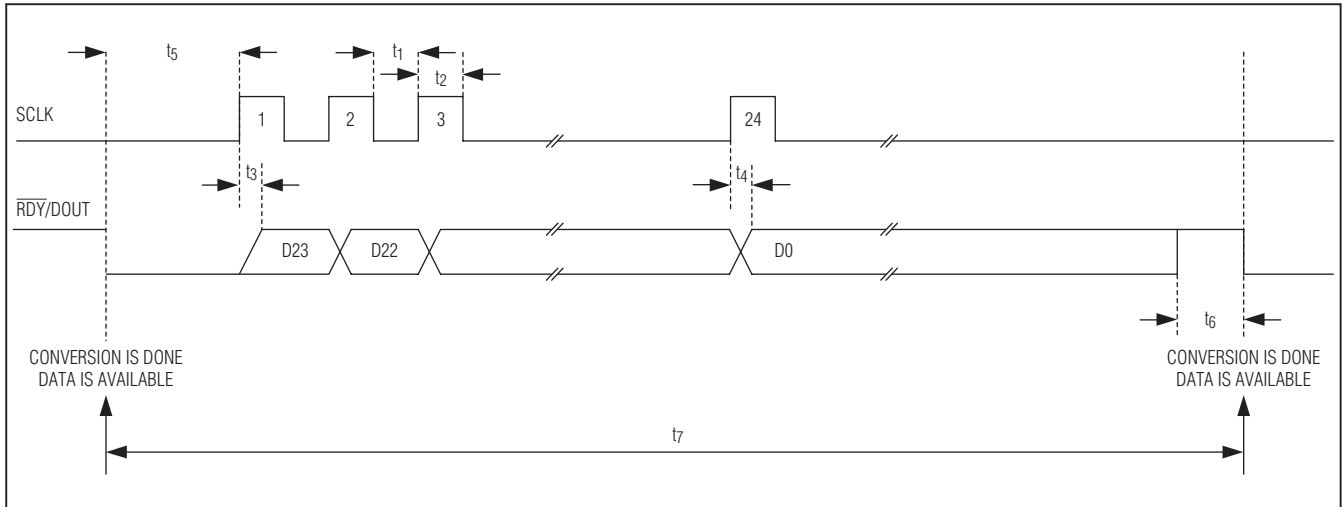 t5
t1
t2
SCLK
1
2
3
24
t3
t4
RDY/DOUT
D23
D22
D0
t6
CONVERSION IS DONE
DATA IS AVAILABLE
CONVERSION IS DONE
DATA IS AVAILABLE
t7